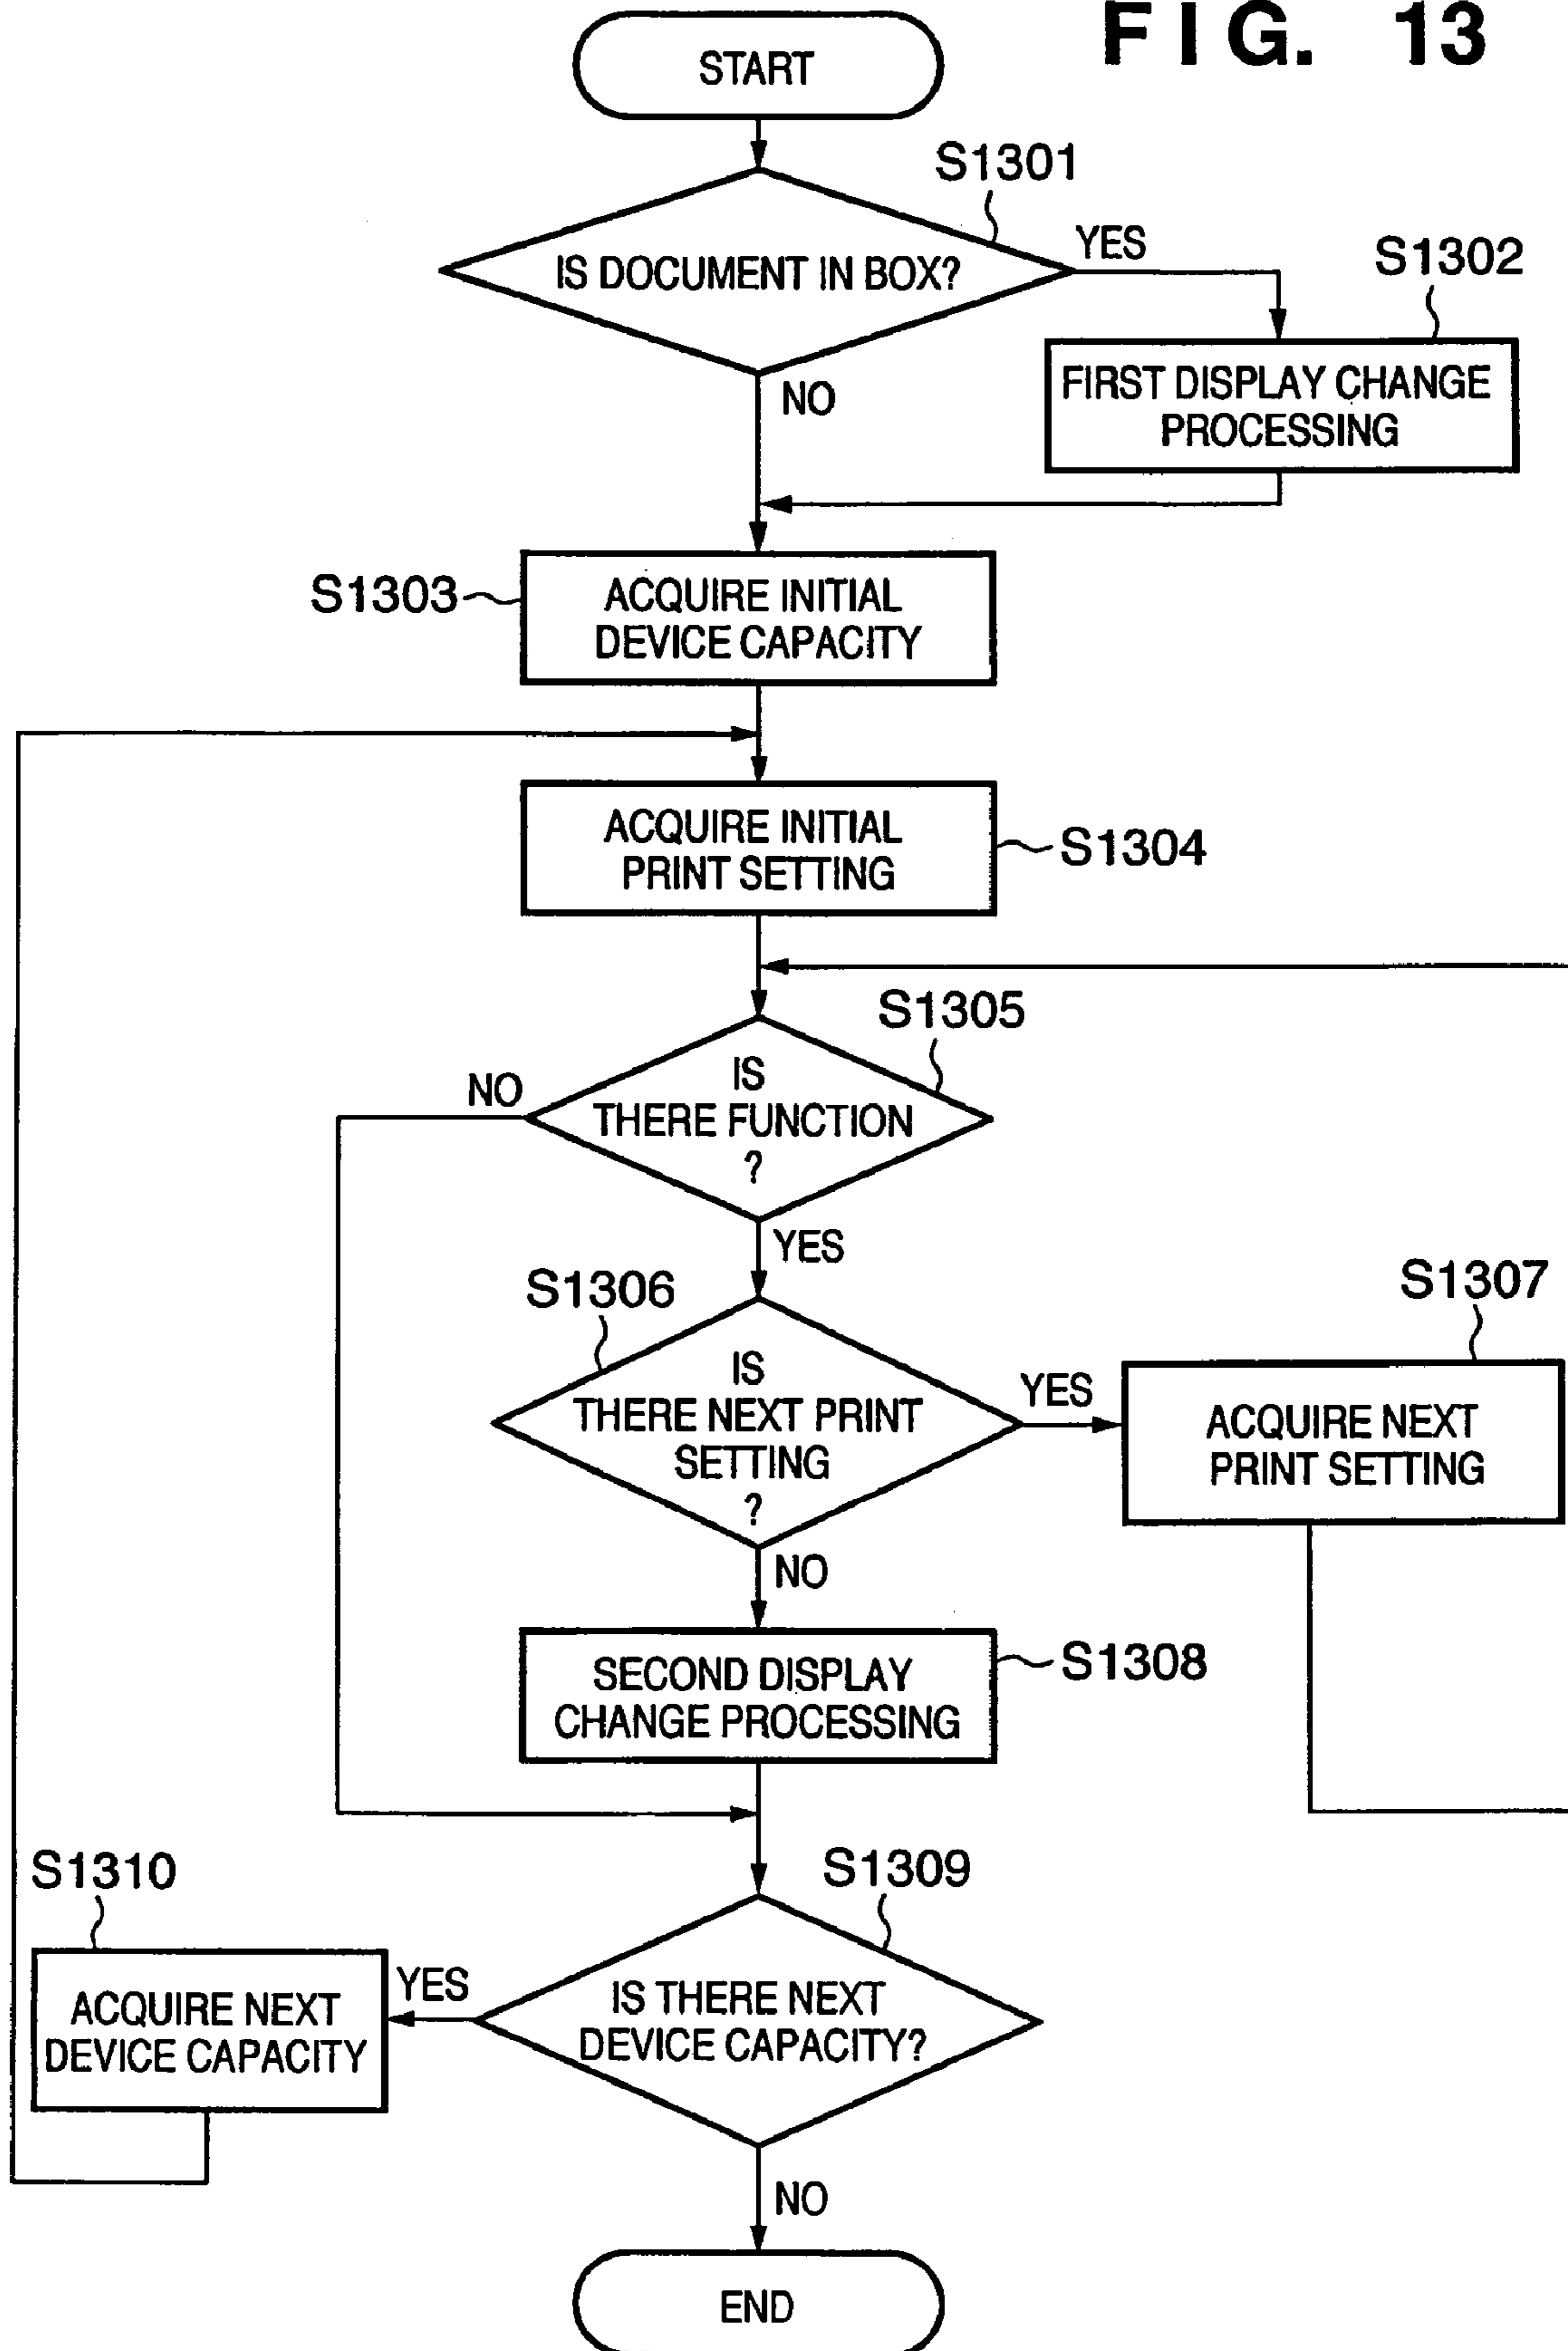 FIG. 13
START
S1301
IS DOCUMENT IN BOX?
YES
S1302
FIRST DISPLAY CHANGE
PROCESSING
NO
S1303
ACQUIRE INITIAL
DEVICE CAPACITY
ACQUIRE INITIAL
PRINT SETTING
S1304
S1305
NO
IS
THERE FUNCTION
?
YES
S1306
S1307
IS
THERE NEXT PRINT
SETTING
?
YES
ACQUIRE NEXT
PRINT SETTING
NO
SECOND DISPLAY
CHANGE PROCESSING
S1308
S1310
S1309
ACQUIRE NEXT
DEVICE CAPACITY
YES
IS THERE NEXT
DEVICE CAPACITY?
NO
END